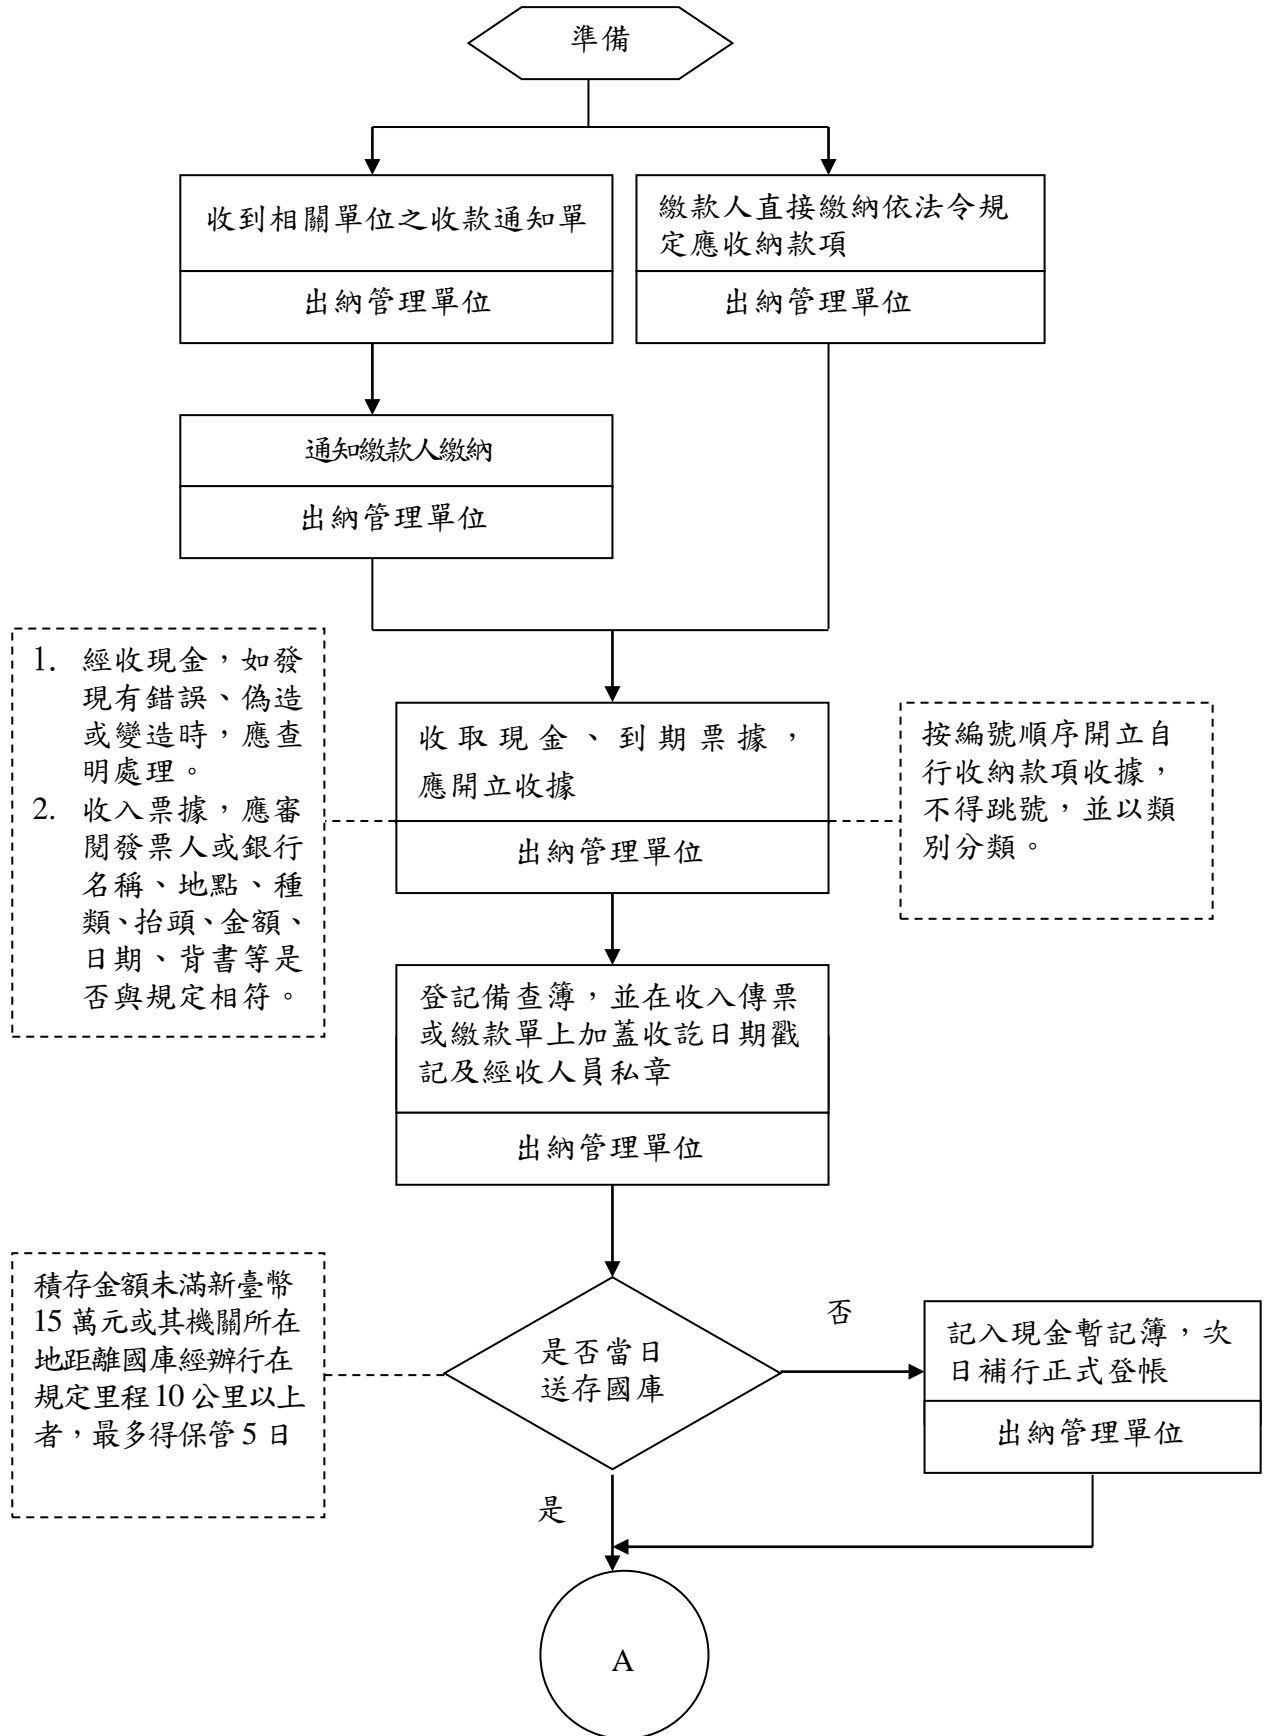 準備
收到相關單位之收款通知單
出納管理單位
繳款人直接繳納依法令規
定應收納款項
出納管理單位
通知繳款人繳納
出納管理單位
1. 經收現金，如發
現有錯誤、偽造
或變造時，應查
明處理。
2. 收入票據，應審
閱發票人或銀行
名稱、地點、種
類、抬頭、金額、
日期、背書等是
否與規定相符。
收取現金、到期票據，
應開立收據
出納管理單位
按編號順序開立自
行收納款項收據，
不得跳號，並以類
別分類。
登記備查簿，並在收入傳票
或繳款單上加蓋收訖日期戳
記及經收人員私章
出納管理單位
積存金額未滿新臺幣
15 萬元或其機關所在
地距離國庫經辦行在
規定里程 10 公里以上
者，最多得保管 5 日
是否當日
送存國庫
否
記入現金暫記簿，次
日補行正式登帳
出納管理單位
是
A